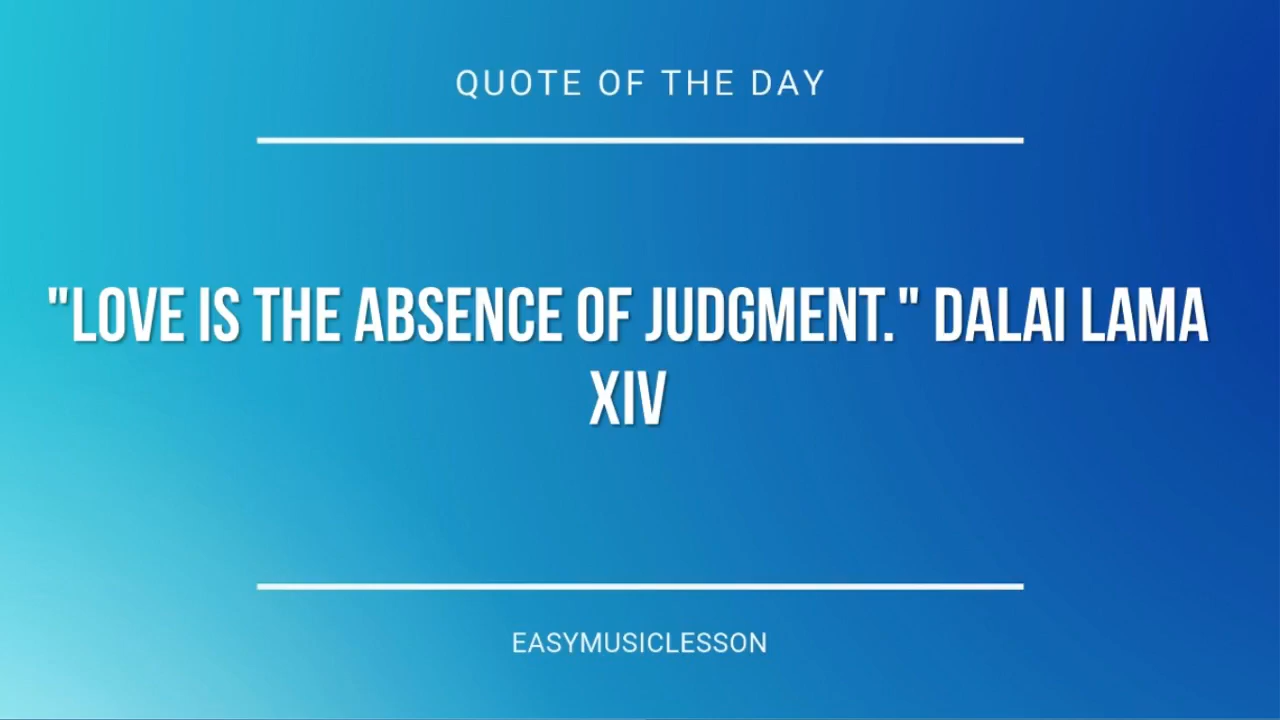 QUOTE OF THE DAY
"LOVE IS THE ABSENCE OF JUDGMENT." DALAI LAMA
XIV
EASYMUSICLESSON